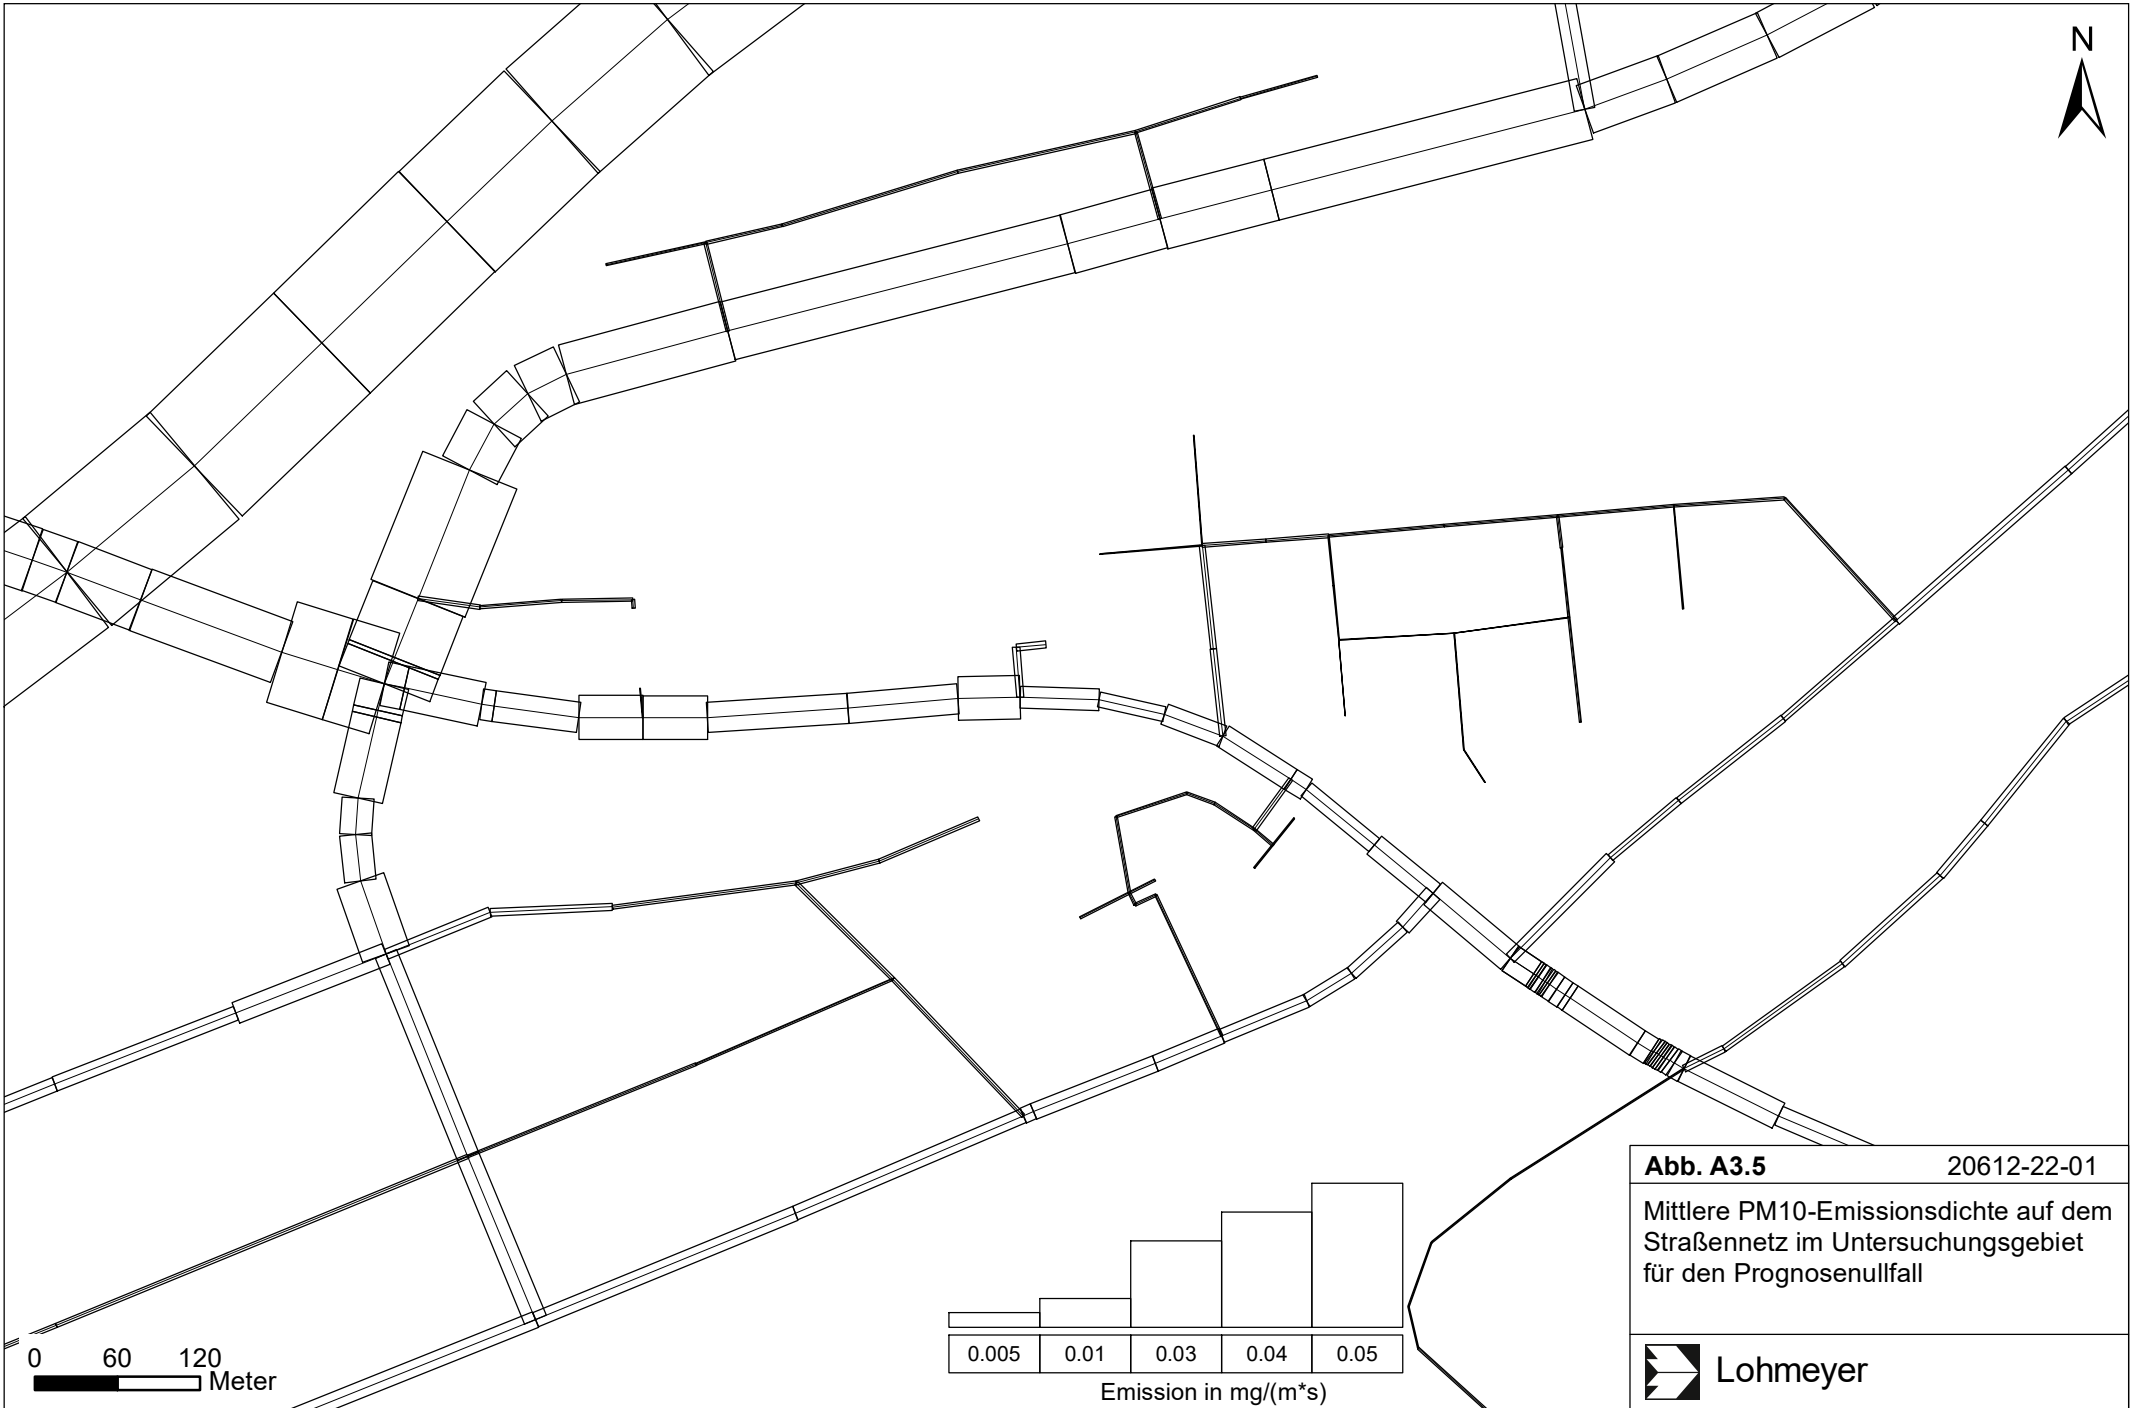 N
Abb. A3.5 20612-22-01
Mittlere PM10-Emissionsdichte auf dem
Straßennetz im Untersuchungsgebiet
für den Prognosenullfall
Lohmeyer
0 60 120
Meter
0.005 0.01 0.03 0.04 0.05
Emission in mg/(m*s)